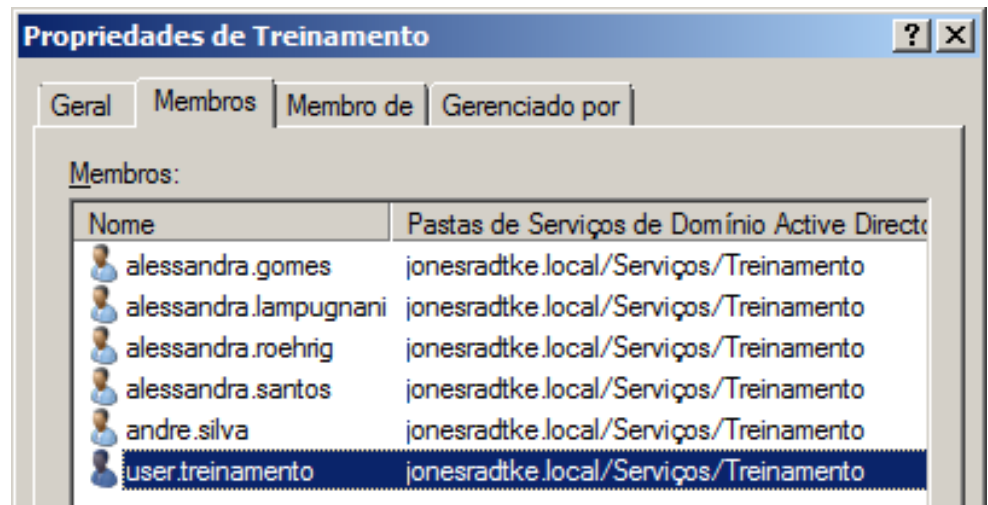 Propriedades de Treinamento ? X
Geral Membros Membro de Gerenciado por
Membros:
Nome Pastas de Serviços de Domínio Active Directo
alessandra.gomes jonesradtke.local/Serviços/Treinamento
alessandra.lampugnani jonesradtke.local/Serviços/Treinamento
alessandra.roehrig jonesradtke.local/Serviços/Treinamento
alessandra.santos jonesradtke.local/Serviços/Treinamento
andre.silva jonesradtke.local/Serviços/Treinamento
user.treinamento jonesradtke.local/Serviços/Treinamento